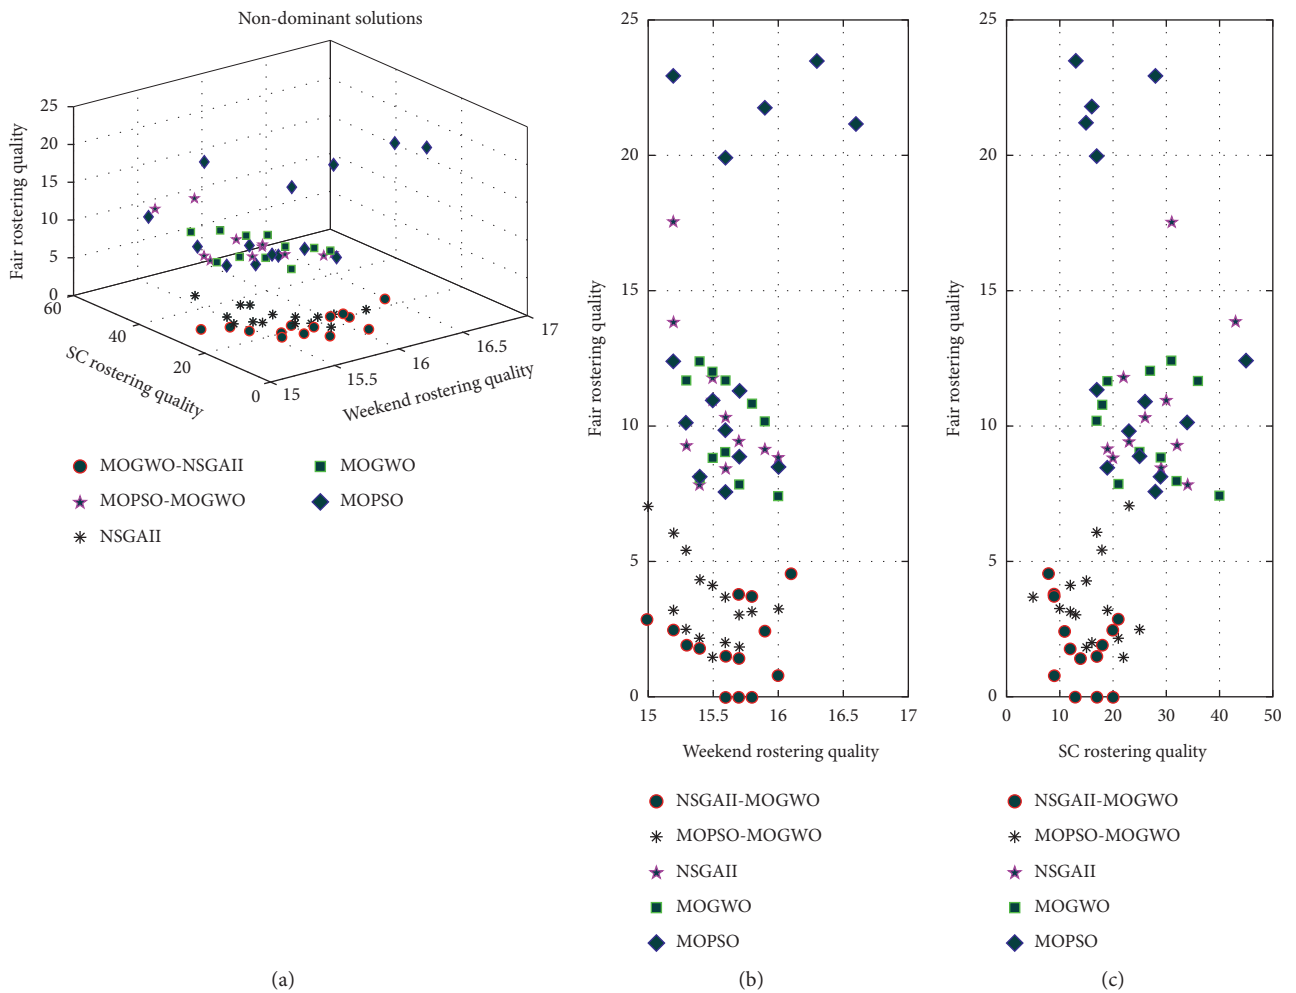 Non-dominant solutions
Fair rostering quality
25
20
15
10
5
0
60
40
20
0
SC rostering quality
15
15.5
16
16.5
17
Weekend rostering quality
MOGWO-NSGAII
MOPSO-MOGWO
NSGAII
MOGWO
MOPSO
(a)
Fair rostering quality
25
20
15
10
5
0
15
15.5
16
16.5
17
Weekend rostering quality
NSGAII-MOGWO
MOPSO-MOGWO
NSGAII
MOGWO
MOPSO
(b)
Fair rostering quality
25
20
15
10
5
0
0
10
20
30
40
50
SC rostering quality
NSGAII-MOGWO
MOPSO-MOGWO
NSGAII
MOGWO
MOPSO
(c)